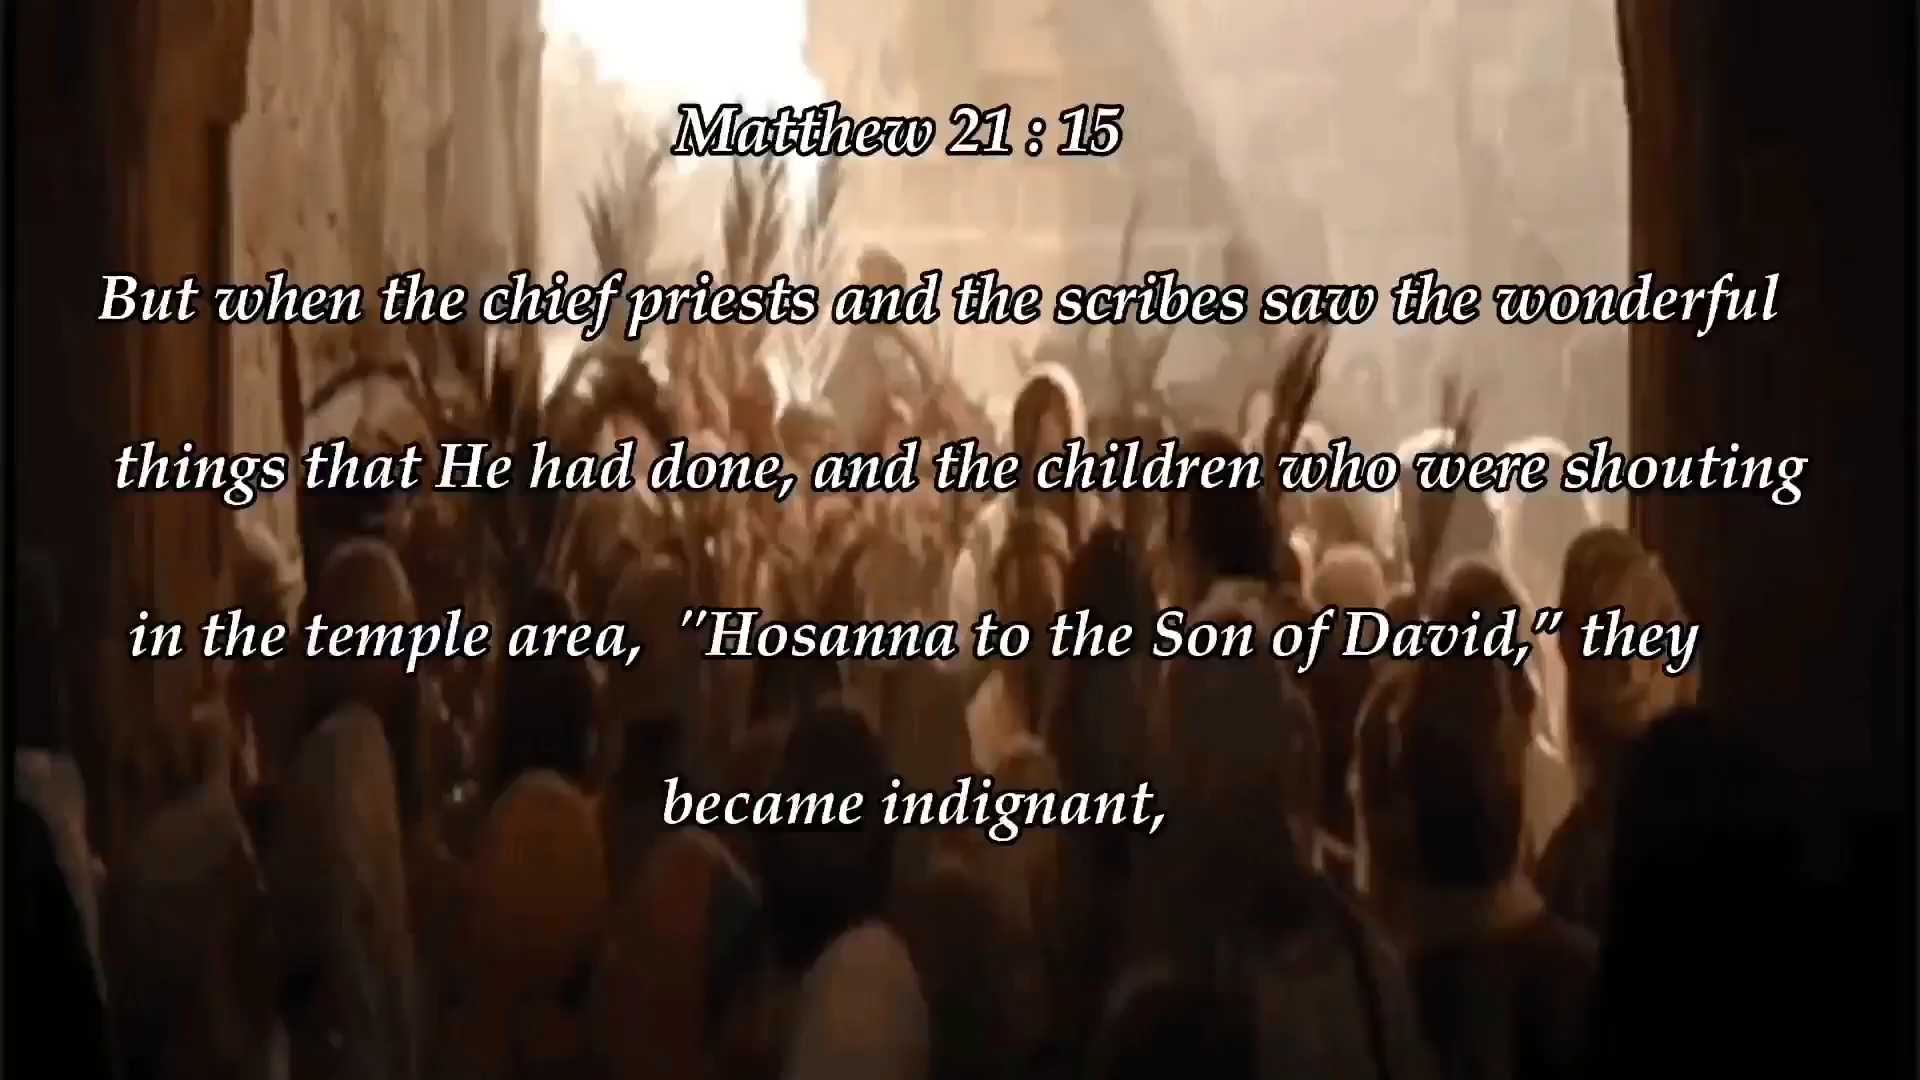 Matthew 21 : 15
But when the chief priests and the scribes saw the wonderful
things that He had done, and the children who were shouting
in the temple area,  "Hosanna to the Son of David,” they
became indignant,